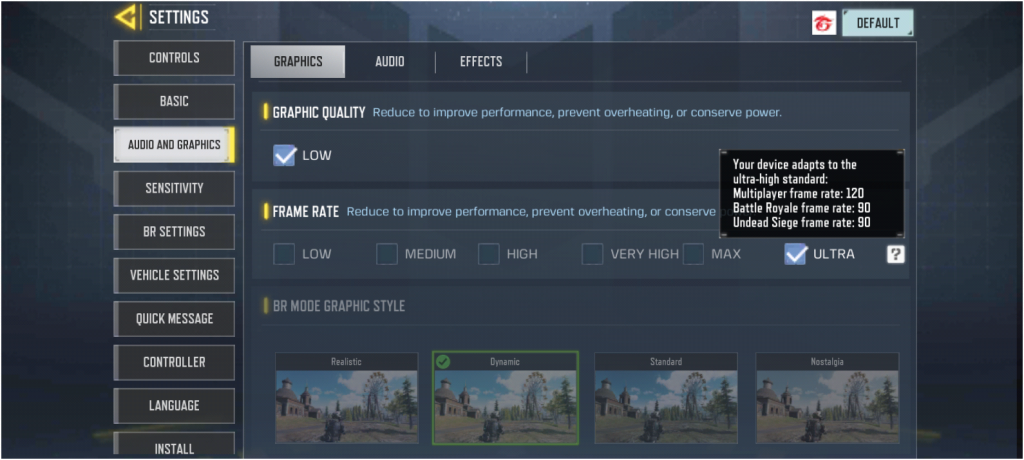 SETTINGS
DEFAULT
CONTROLS
BASIC
AUDIO AND GRAPHICS
SENSITIVITY
BR SETTINGS
VEHICLE SETTINGS
QUICK MESSAGE
CONTROLLER
LANGUAGE
INSTALL
GRAPHICS
AUDIO
EFFECTS
GRAPHIC QUALITY Reduce to improve performance, prevent overheating, or conserve power.
LOW
Your device adapts to the
ultra-high standard:
Multiplayer frame rate: 120
Battle Royale frame rate: 90
Undead Siege frame rate: 90
FRAME RATE Reduce to improve performance, prevent overheating, or conserve
LOW
MEDIUM
HIGH
VERY HIGH
MAX
ULTRA
?
BR MODE GRAPHIC STYLE
Realistic
Dynamic
Standard
Nostalgia